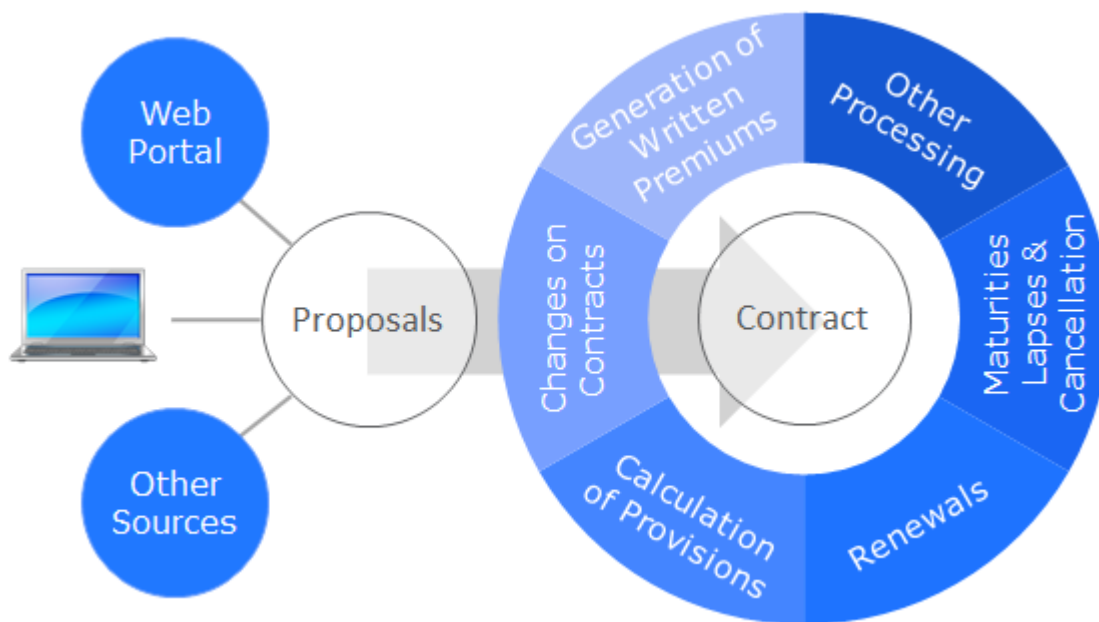 Web
Portal
Proposals
Other
Sources
Generation of
Written
Premiums
Other
Processing
Changes on
Contracts
Contract
Maturities
Lapses &
Cancellation
Calculation
of Provisions
Renewals